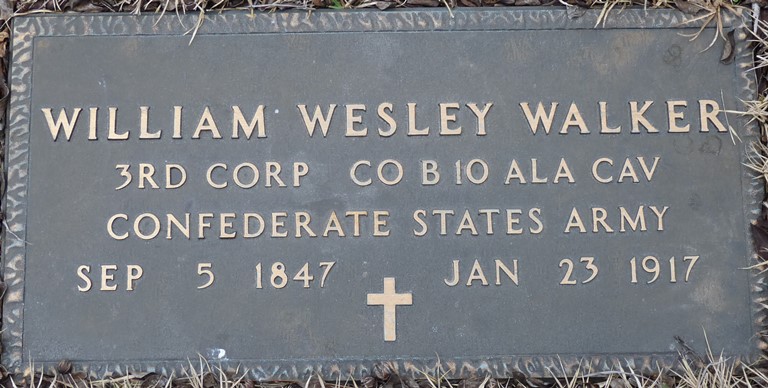 WILLIAM WESLEY WALKER
3RD CORP CO B 10 ALA CAV
CONFEDERATE STATES ARMY
SEP 5 1847 JAN 23 1917